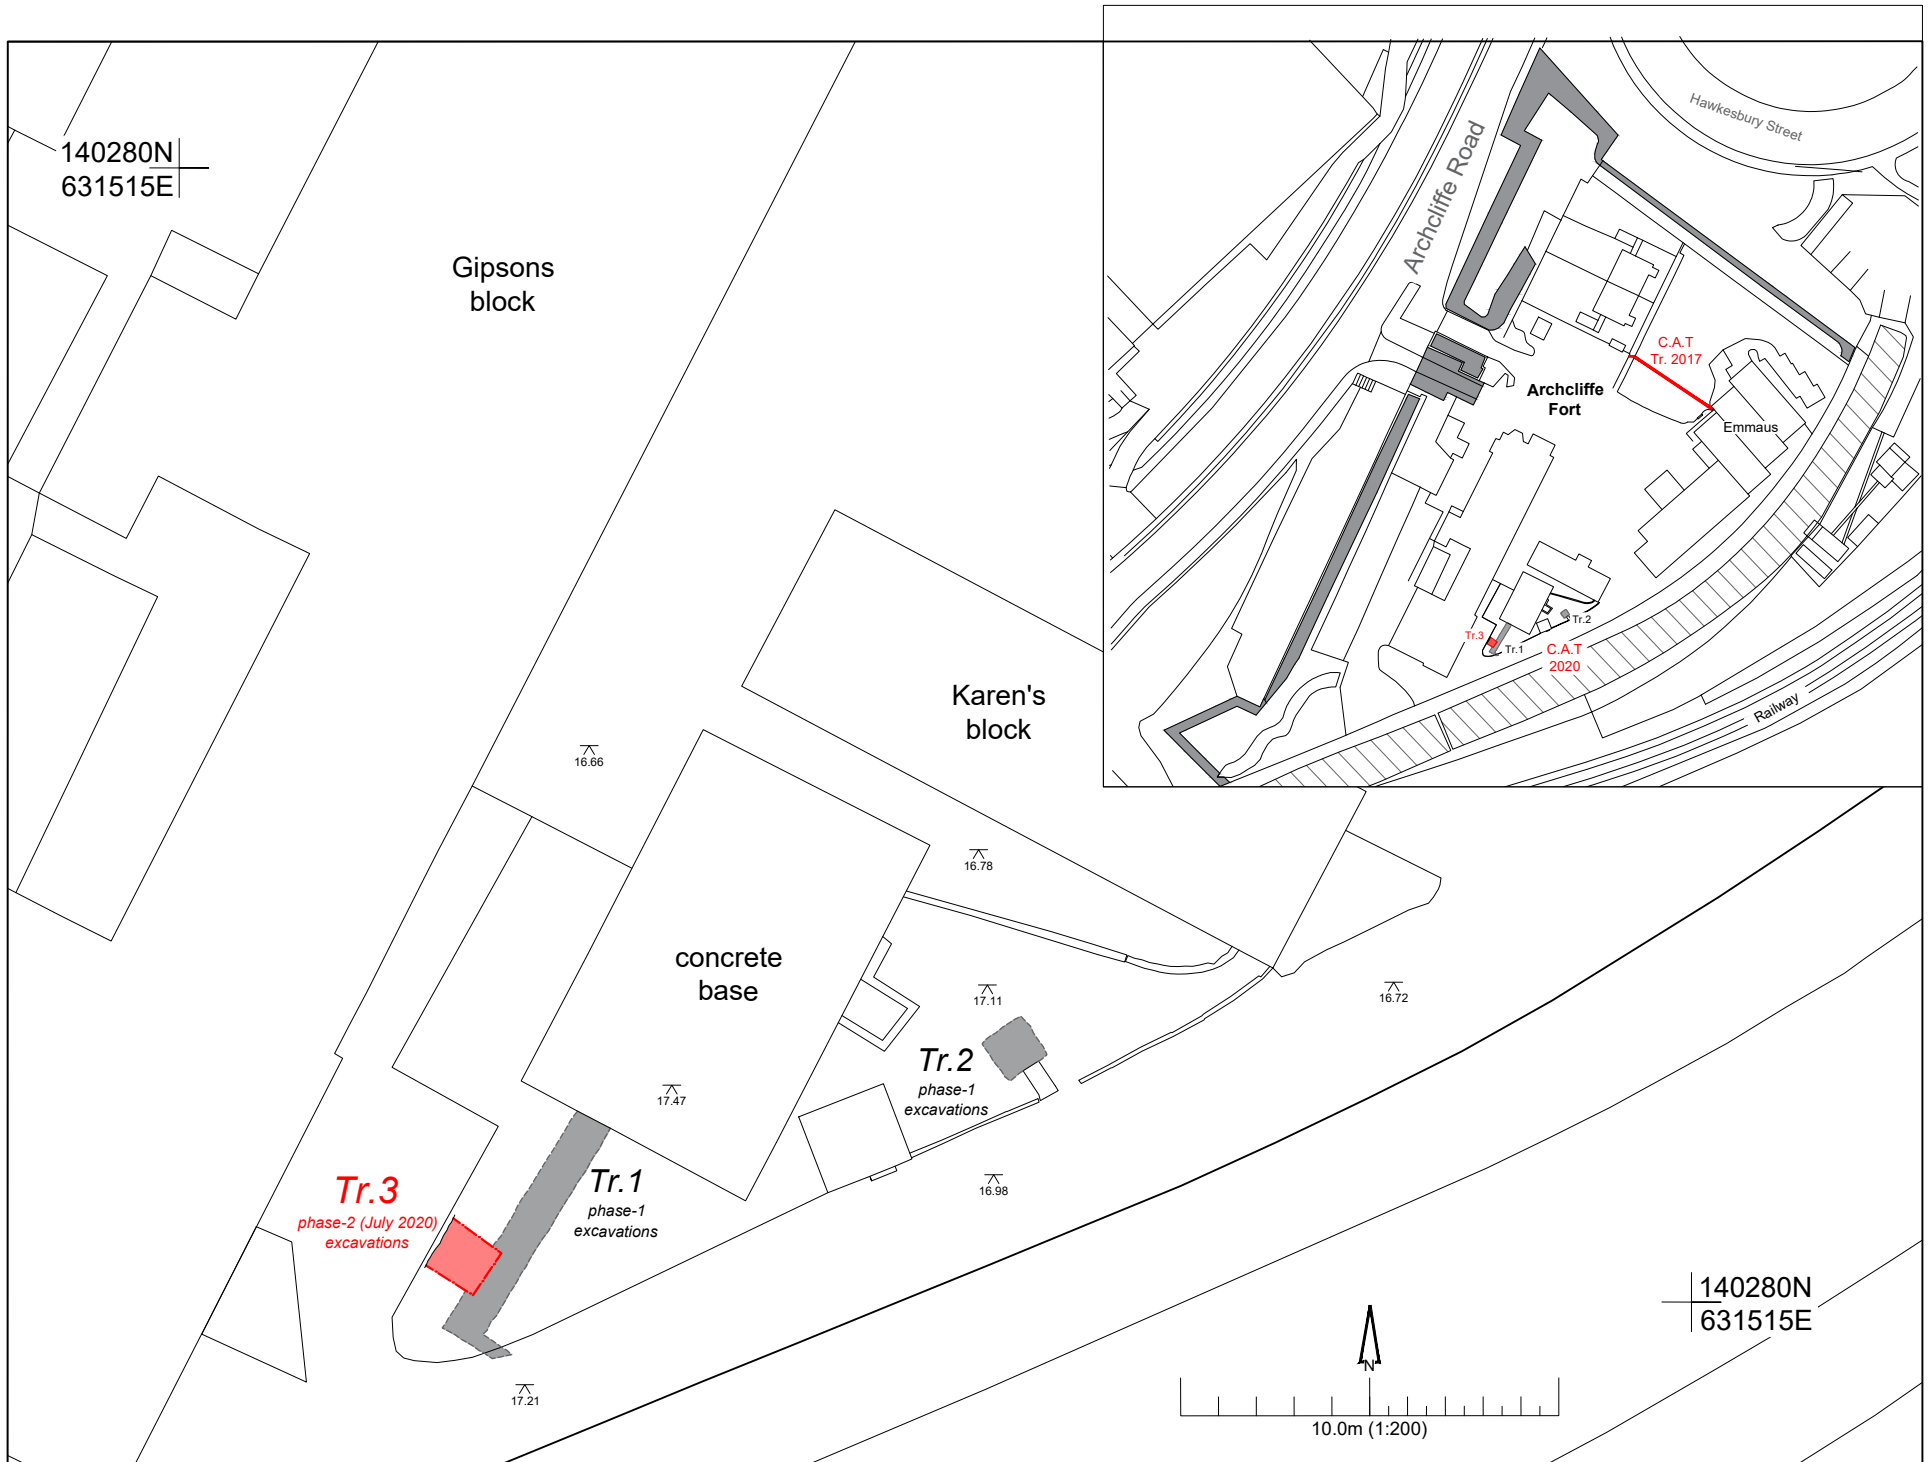 140280N
631515E
Gipsons
block
Hawkesbury Street
Archcliffe Road
C.A.T
Tr. 2017
Archcliffe
Fort
Emmaus
Tr.2
Tr.3
Tr.1
C.A.T
2020
Railway
Karen's
block
16.66
16.78
concrete
base
17.11
16.72
Tr.2
phase-1
excavations
17.47
Tr.3
phase-2 (July 2020)
excavations
Tr.1
phase-1
excavations
16.98
17.21
140280N
631515E
N
10.0m (1:200)